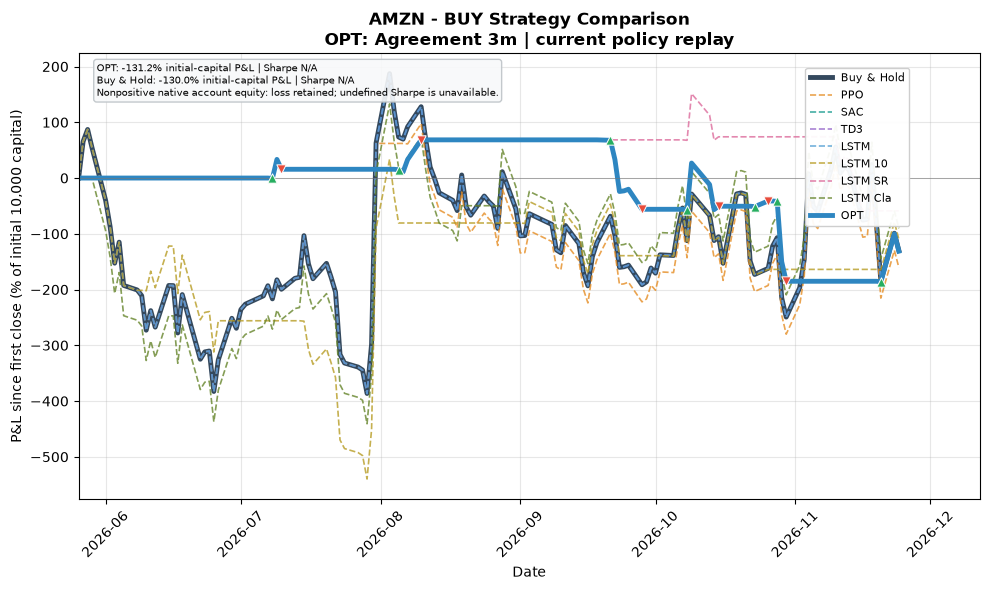 AMZN - BUY Strategy Comparison
OPT: Agreement 3m | current policy replay
OPT: -131.2% initial-capital P&L | Sharpe N/A
Buy & Hold: -130.0% initial-capital P&L | Sharpe N/A
Nonpositive native account equity: loss retained; undefined Sharpe is unavailable.
Buy & Hold
PPO
SAC
TD3
LSTM
LSTM 10
LSTM SR
LSTM Cla
OPT
P&L since first close (% of initial 10,000 capital)
200
100
0
−100
−200
−300
−400
−500
2026-06
2026-07
2026-08
2026-09
2026-10
2026-11
2026-12
Date